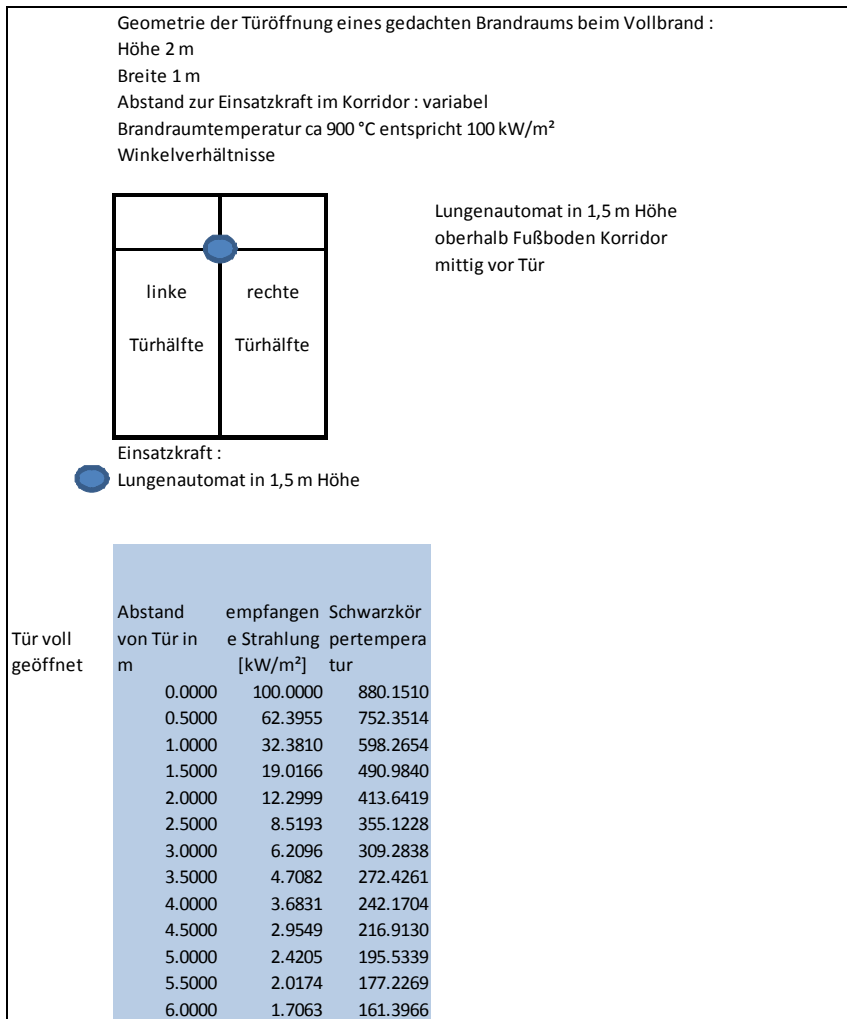 Geometrie der Türöffnung eines gedachten Brandraums beim Vollbrand :
Höhe 2 m
Breite 1 m
Abstand zur Einsatzkraft im Korridor : variabel
Brandraumtemperatur ca 900 °C entspricht 100 kW/m²
Winkelverhältnisse
Lungenautomat in 1,5 m Höhe
oberhalb Fußboden Korridor
mittig vor Tür
linke rechte
Türhälfte Türhälfte
Einsatzkraft :
Lungenautomat in 1,5 m Höhe
Abstand empfangen Schwarzkör
Tür voll von Tür in e Strahlung pertempera
geöffnet m [kW/m²] tur
0.0000 100.0000 880.1510
0.5000 62.3955 752.3514
1.0000 32.3810 598.2654
1.5000 19.0166 490.9840
2.0000 12.2999 413.6419
2.5000 8.5193 355.1228
3.0000 6.2096 309.2838
3.5000 4.7082 272.4261
4.0000 3.6831 242.1704
4.5000 2.9549 216.9130
5.0000 2.4205 195.5339
5.5000 2.0174 177.2269
6.0000 1.7063 161.3966